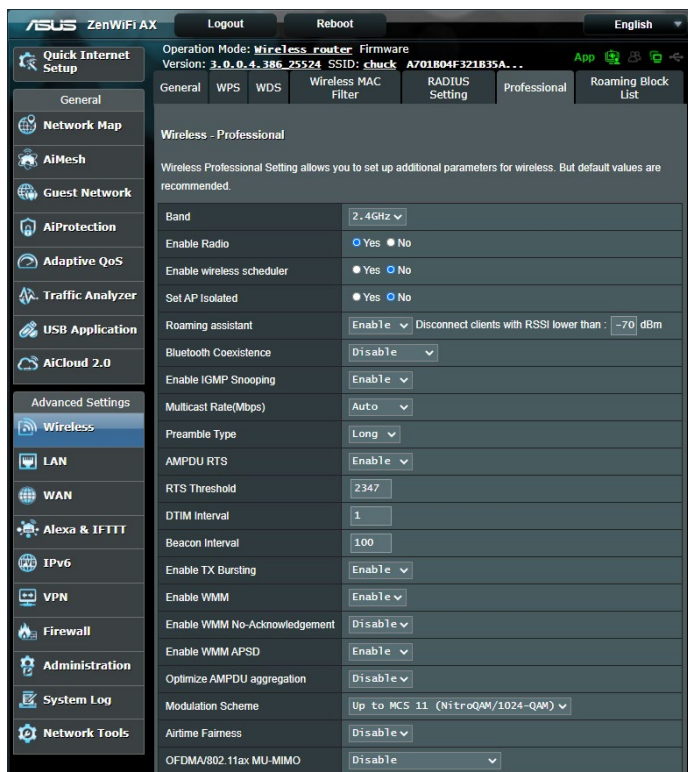 ASUS ZenWiFi AX Logout Reboot English
Quick Internet Setup
Operation Mode: Wireless router Firmware
Version: 3.0.0.4.386_25524 SSID: chuck A701B04F321B35A...
App
General WPS WDS Wireless MAC Filter RADIUS Setting Professional Roaming Block List
General
Network Map
AiMesh
Guest Network
AiProtection
Adaptive QoS
Traffic Analyzer
USB Application
AiCloud 2.0
Advanced Settings
Wireless
LAN
WAN
Alexa & IFTTT
IPv6
VPN
Firewall
Administration
System Log
Network Tools
Wireless - Professional
Wireless Professional Setting allows you to set up additional parameters for wireless. But default values are
recommended.
Band 2.4GHz
Enable Radio Yes No
Enable wireless scheduler Yes No
Set AP Isolated Yes No
Roaming assistant Enable Disconnect clients with RSSI lower than : -70 dBm
Bluetooth Coexistence Disable
Enable IGMP Snooping Enable
Multicast Rate(Mbps) Auto
Preamble Type Long
AMPDU RTS Enable
RTS Threshold 2347
DTIM Interval 1
Beacon Interval 100
Enable TX Bursting Enable
Enable WMM Enable
Enable WMM No-Acknowledgement Disable
Enable WMM APSD Enable
Optimize AMPDU aggregation Disable
Modulation Scheme Up to MCS 11 (NitroQAM/1024-QAM)
Airtime Fairness Disable
OFDMA/802.11ax MU-MIMO Disable